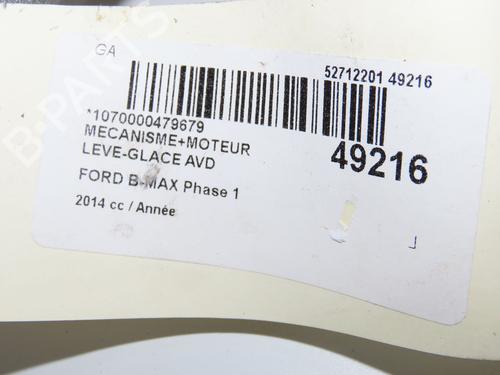 GA
52712201 49216
*1070000479679
MECANISME+MOTEUR
LEVE-GLACE AVD
49216
FORD B-MAX Phase 1
2014 cc / Année
B-PARTS